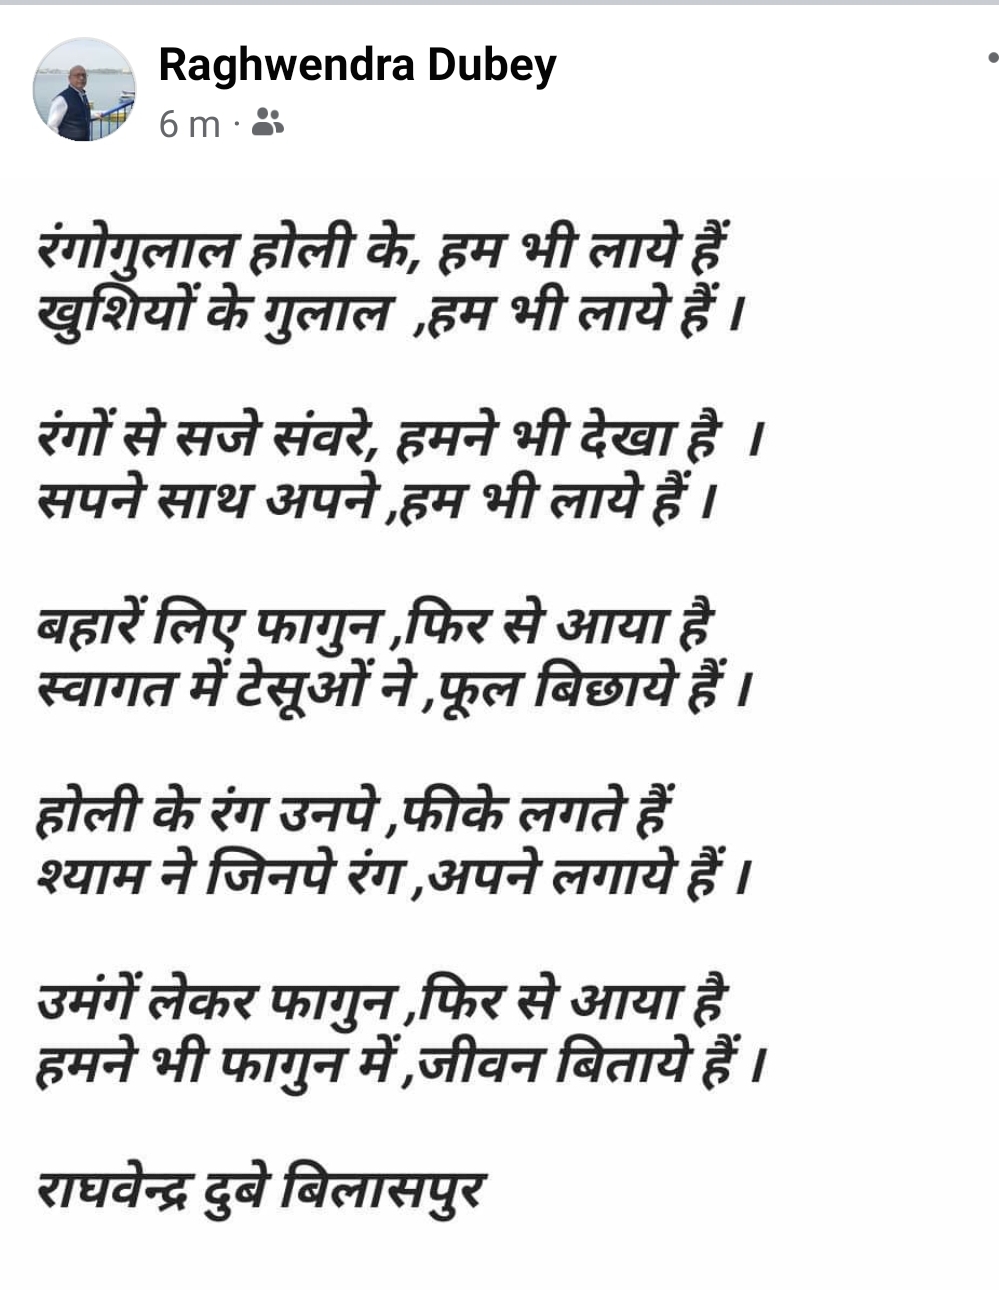 Raghwendra Dubey
6 m ·
रंगोगुलाल होली के, हम भी लाये हैं
खुशियों के गुलाल ,हम भी लाये हैं ।
रंगों से सजे संवरे, हमने भी देखा है ।
सपने साथ अपने ,हम भी लाये हैं ।
बहारें लिए फागुन ,फिर से आया है
स्वागत में टेसूओं ने ,फूल बिछाये हैं ।
होली के रंग उनपे ,फीके लगते हैं
श्याम ने जिनपे रंग ,अपने लगाये हैं ।
उमंगें लेकर फागुन ,फिर से आया है
हमने भी फागुन में ,जीवन बिताये हैं ।
राघवेन्द्र दुबे बिलासपुर